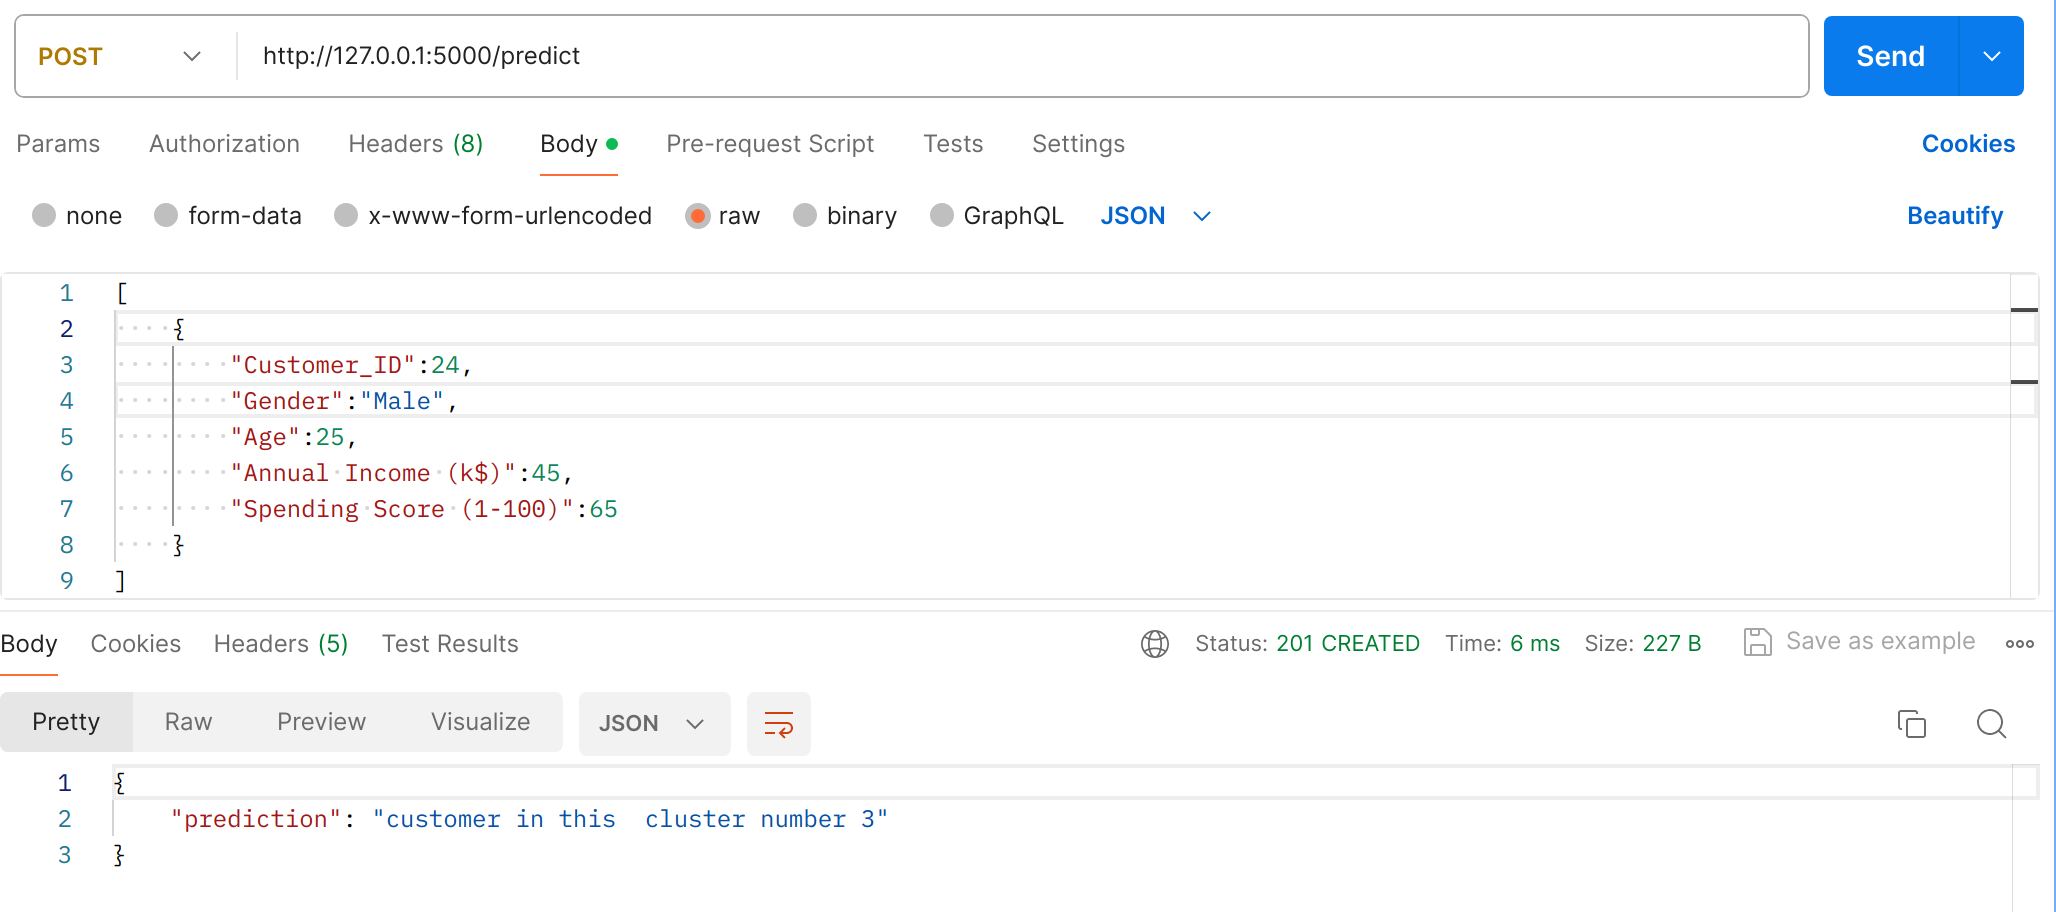 POST http://127.0.0.1:5000/predict Send
Params Authorization Headers (8) Body Pre-request Script Tests Settings Cookies
none form-data x-www-form-urlencoded raw binary GraphQL JSON Beautify
1 [
2 {
3 "Customer_ID":24,
4 "Gender":"Male",
5 "Age":25,
6 "Annual Income (k$)":45,
7 "Spending Score (1-100)":65
8 }
9 ]
Body Cookies Headers (5) Test Results Status: 201 CREATED Time: 6 ms Size: 227 B Save as example
Pretty Raw Preview Visualize JSON
1 {
2 "prediction": "customer in this  cluster number 3"
3 }